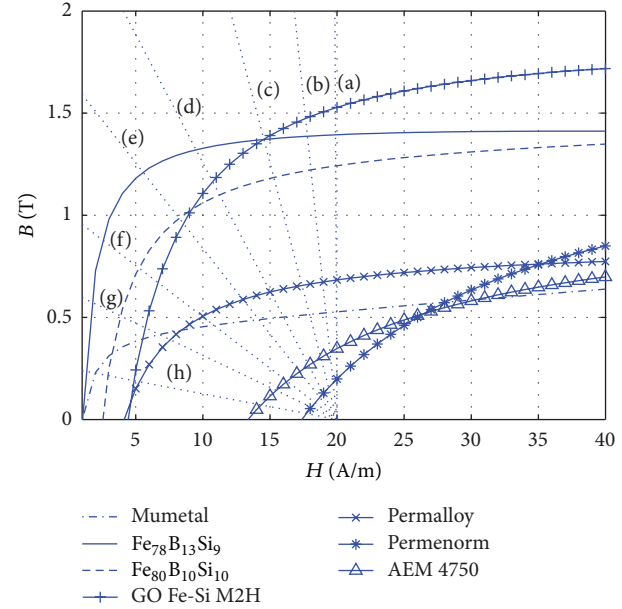 2
1.5
1
0.5
0
B (T)
(a)
(b)
(c)
(d)
(e)
(f)
(g)
(h)
5 10 15 20 25 30 35 40
H (A/m)
Mumetal
Fe₇₈B₁₃Si₉
Fe₈₀B₁₀Si₁₀
GO Fe-Si M2H
Permalloy
Permenorm
AEM 4750